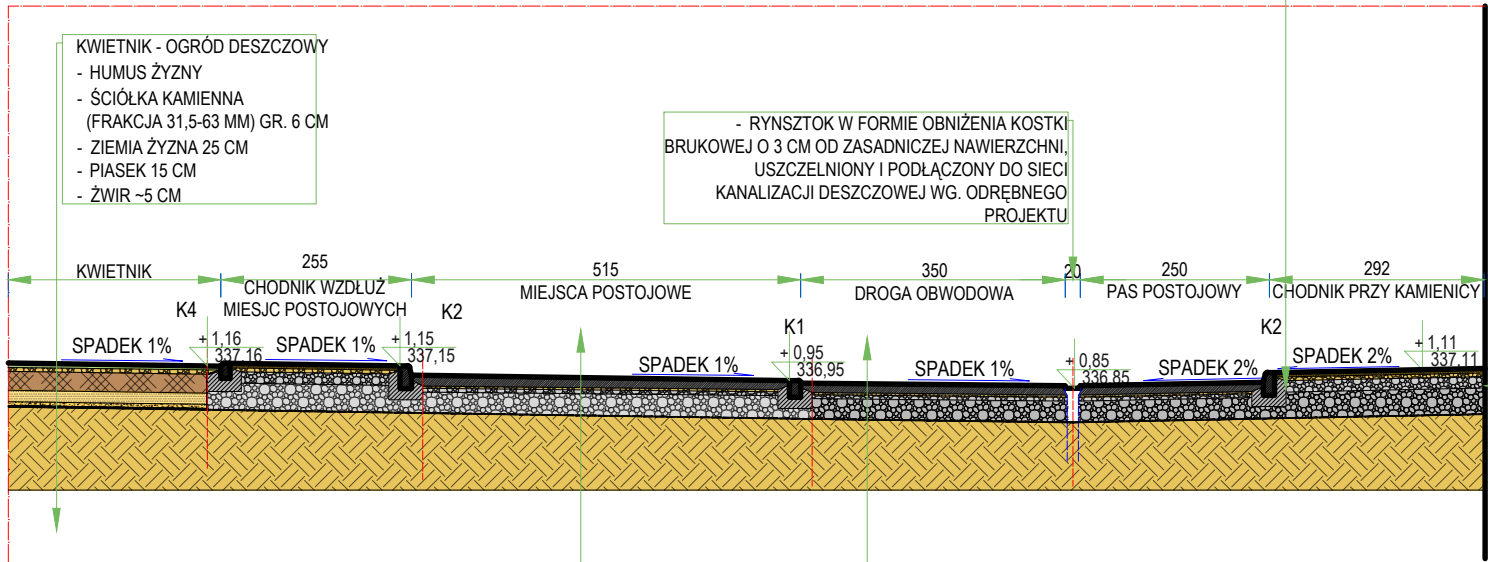 KWIETNIK - OGRÓD DESZCZOWY
- HUMUS ŻYZNY
- ŚCIÓŁKA KAMIENNA
(FRAKCJA 31,5-63 MM) GR. 6 CM
- ZIEMIA ŻYZNA 25 CM
- PIASEK 15 CM
- ŻWIR ~5 CM
- RYNSZTOK W FORMIE OBNIŻENIA KOSTKI
BRUKOWEJ O 3 CM OD ZASADNICZEJ NAWIERZCHNI,
USZCZELNIONY I PODŁĄCZONY DO SIECI
KANALIZACJI DESZCZOWEJ WG. ODRĘBNEGO
PROJEKTU
KWIETNIK
255
CHODNIK WZDŁUŻ
MIESJC POSTOJOWYCH
515
MIEJSCA POSTOJOWE
350
DROGA OBWODOWA
20
250
PAS POSTOJOWY
292
CHODNIK PRZY KAMIENICY
K4
K2
K1
K2
SPADEK 1%
+ 1,16
337,16
SPADEK 1%
+ 1,15
337,15
SPADEK 1%
+ 0,95
336,95
SPADEK 1%
+ 0,85
336,85
SPADEK 2%
SPADEK 2%
+ 1,11
337,11